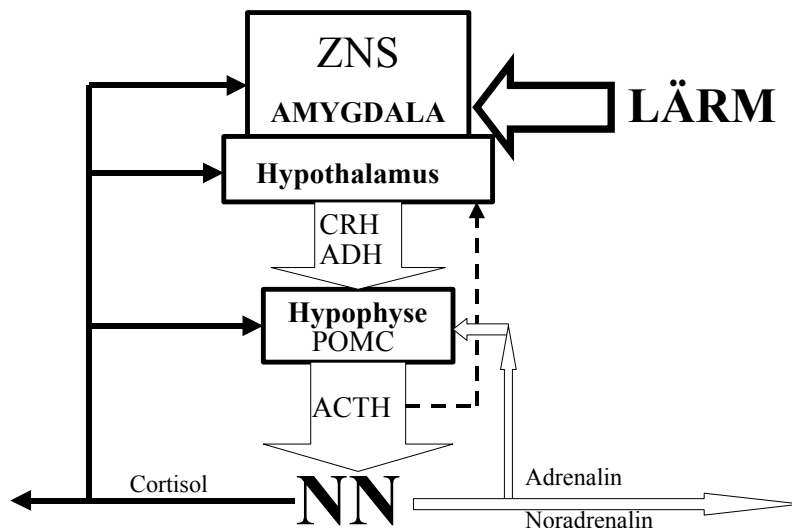 ZNS
AMYGDALA
LÄRM
Hypothalamus
CRH
ADH
Hypophyse
POMC
ACTH
Cortisol
NN
Adrenalin
Noradrenalin